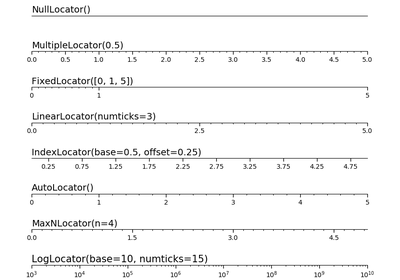 NullLocator()
MultipleLocator(0.5)
0.0 0.5 1.0 1.5 2.0 2.5 3.0 3.5 4.0 4.5 5.0
FixedLocator([0, 1, 5])
0 1 5
LinearLocator(numticks=3)
0.0 2.5 5.0
IndexLocator(base=0.5, offset=0.25)
0.25 0.75 1.25 1.75 2.25 2.75 3.25 3.75 4.25 4.75
AutoLocator()
0 1 2 3 4 5
MaxNLocator(n=4)
0.0 1.5 3.0 4.5
LogLocator(base=10, numticks=15)
10³ 10⁴ 10⁵ 10⁶ 10⁷ 10⁸ 10⁹ 10¹⁰